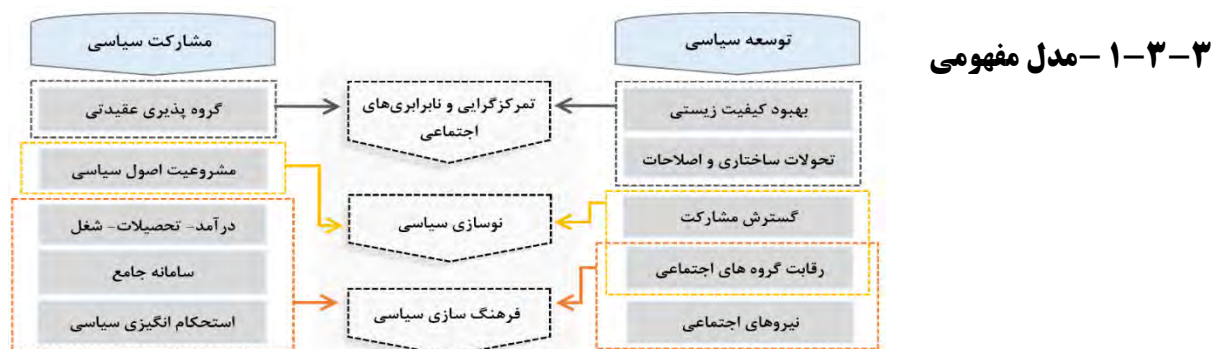 ۳-۳-۱ -مدل مفهومی
توسعه سیاسی
بهبود کیفیت زیستی
تحولات ساختاری و اصلاحات
گسترش مشارکت
رقابت گروه های اجتماعی
نیروهای اجتماعی
تمرکزگرایی و نابرابری‌های
اجتماعی
نوسازی سیاسی
فرهنگ سازی سیاسی
مشارکت سیاسی
گروه پذیری عقیدتی
مشروعیت اصول سیاسی
درآمد- تحصیلات- شغل
سامانه جامع
استحکام انگیزی سیاسی